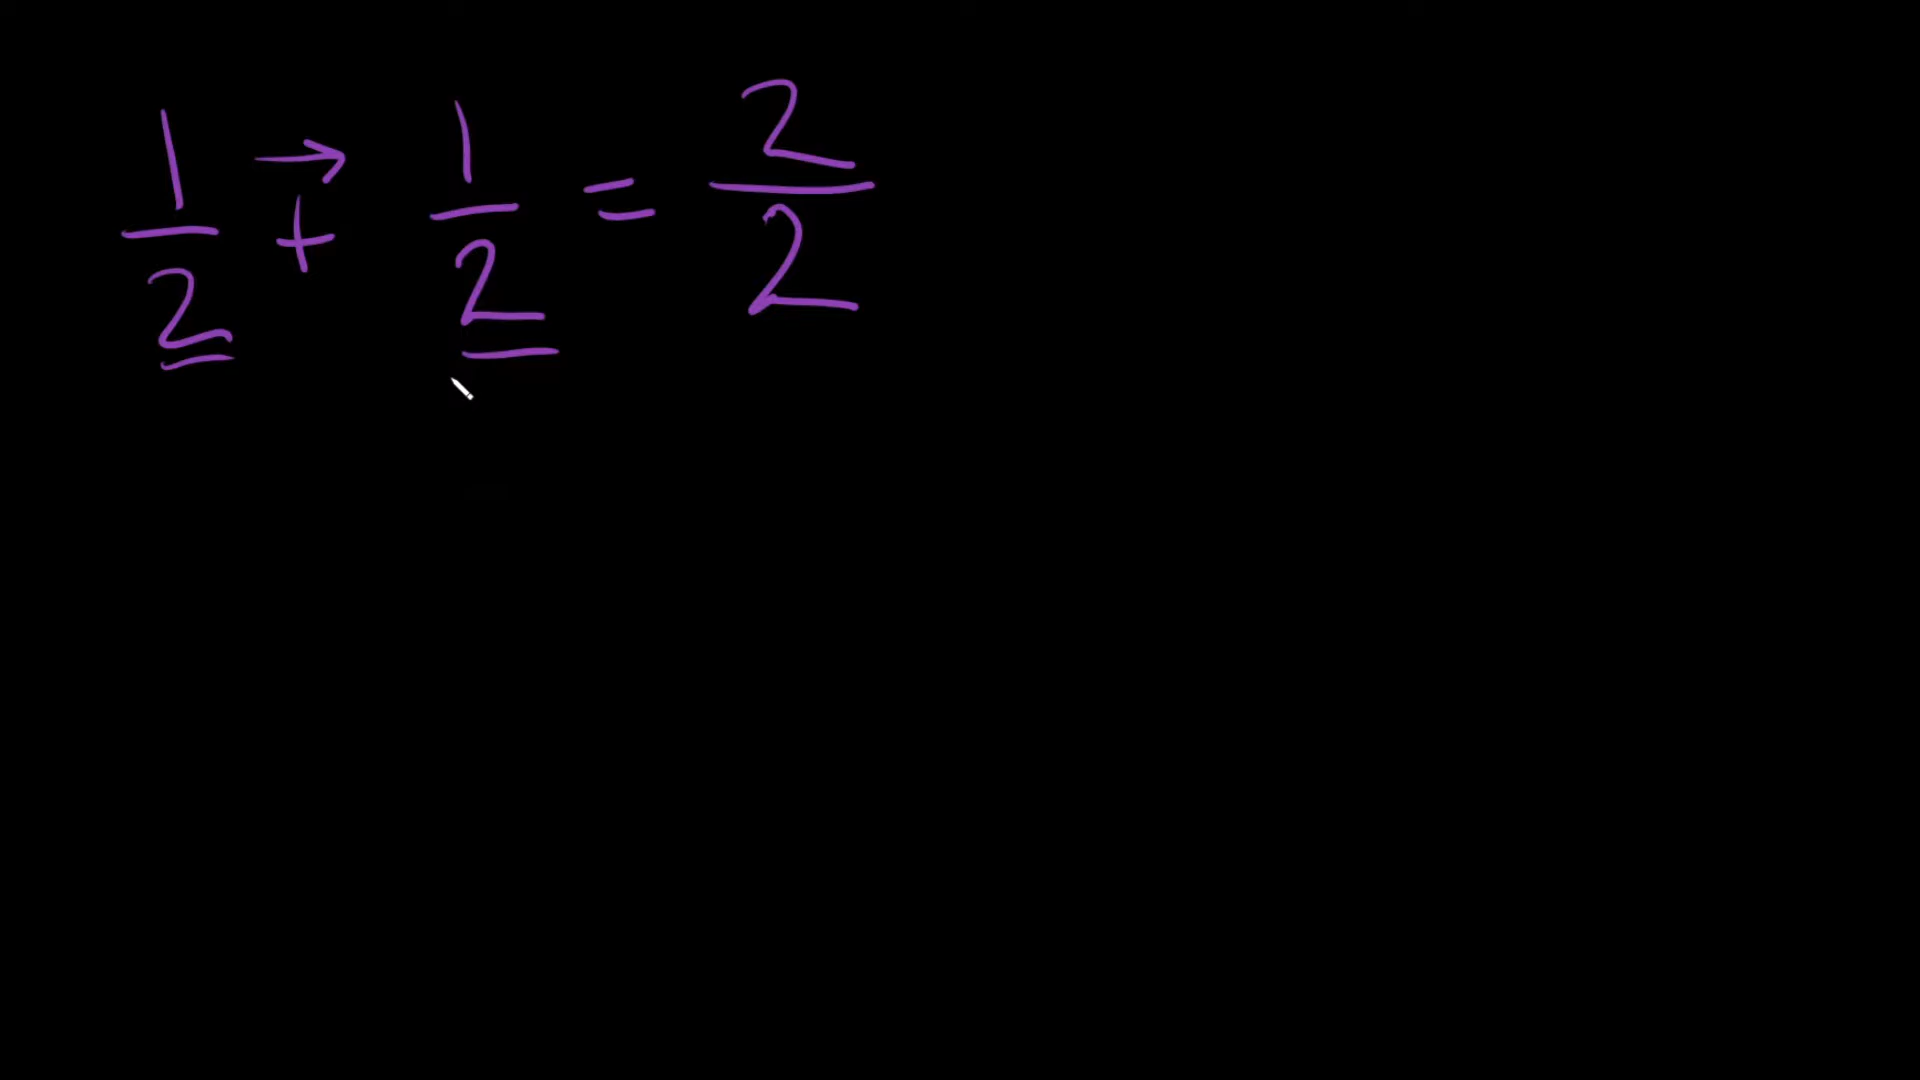 1/2 → + 1/2 = 2/2